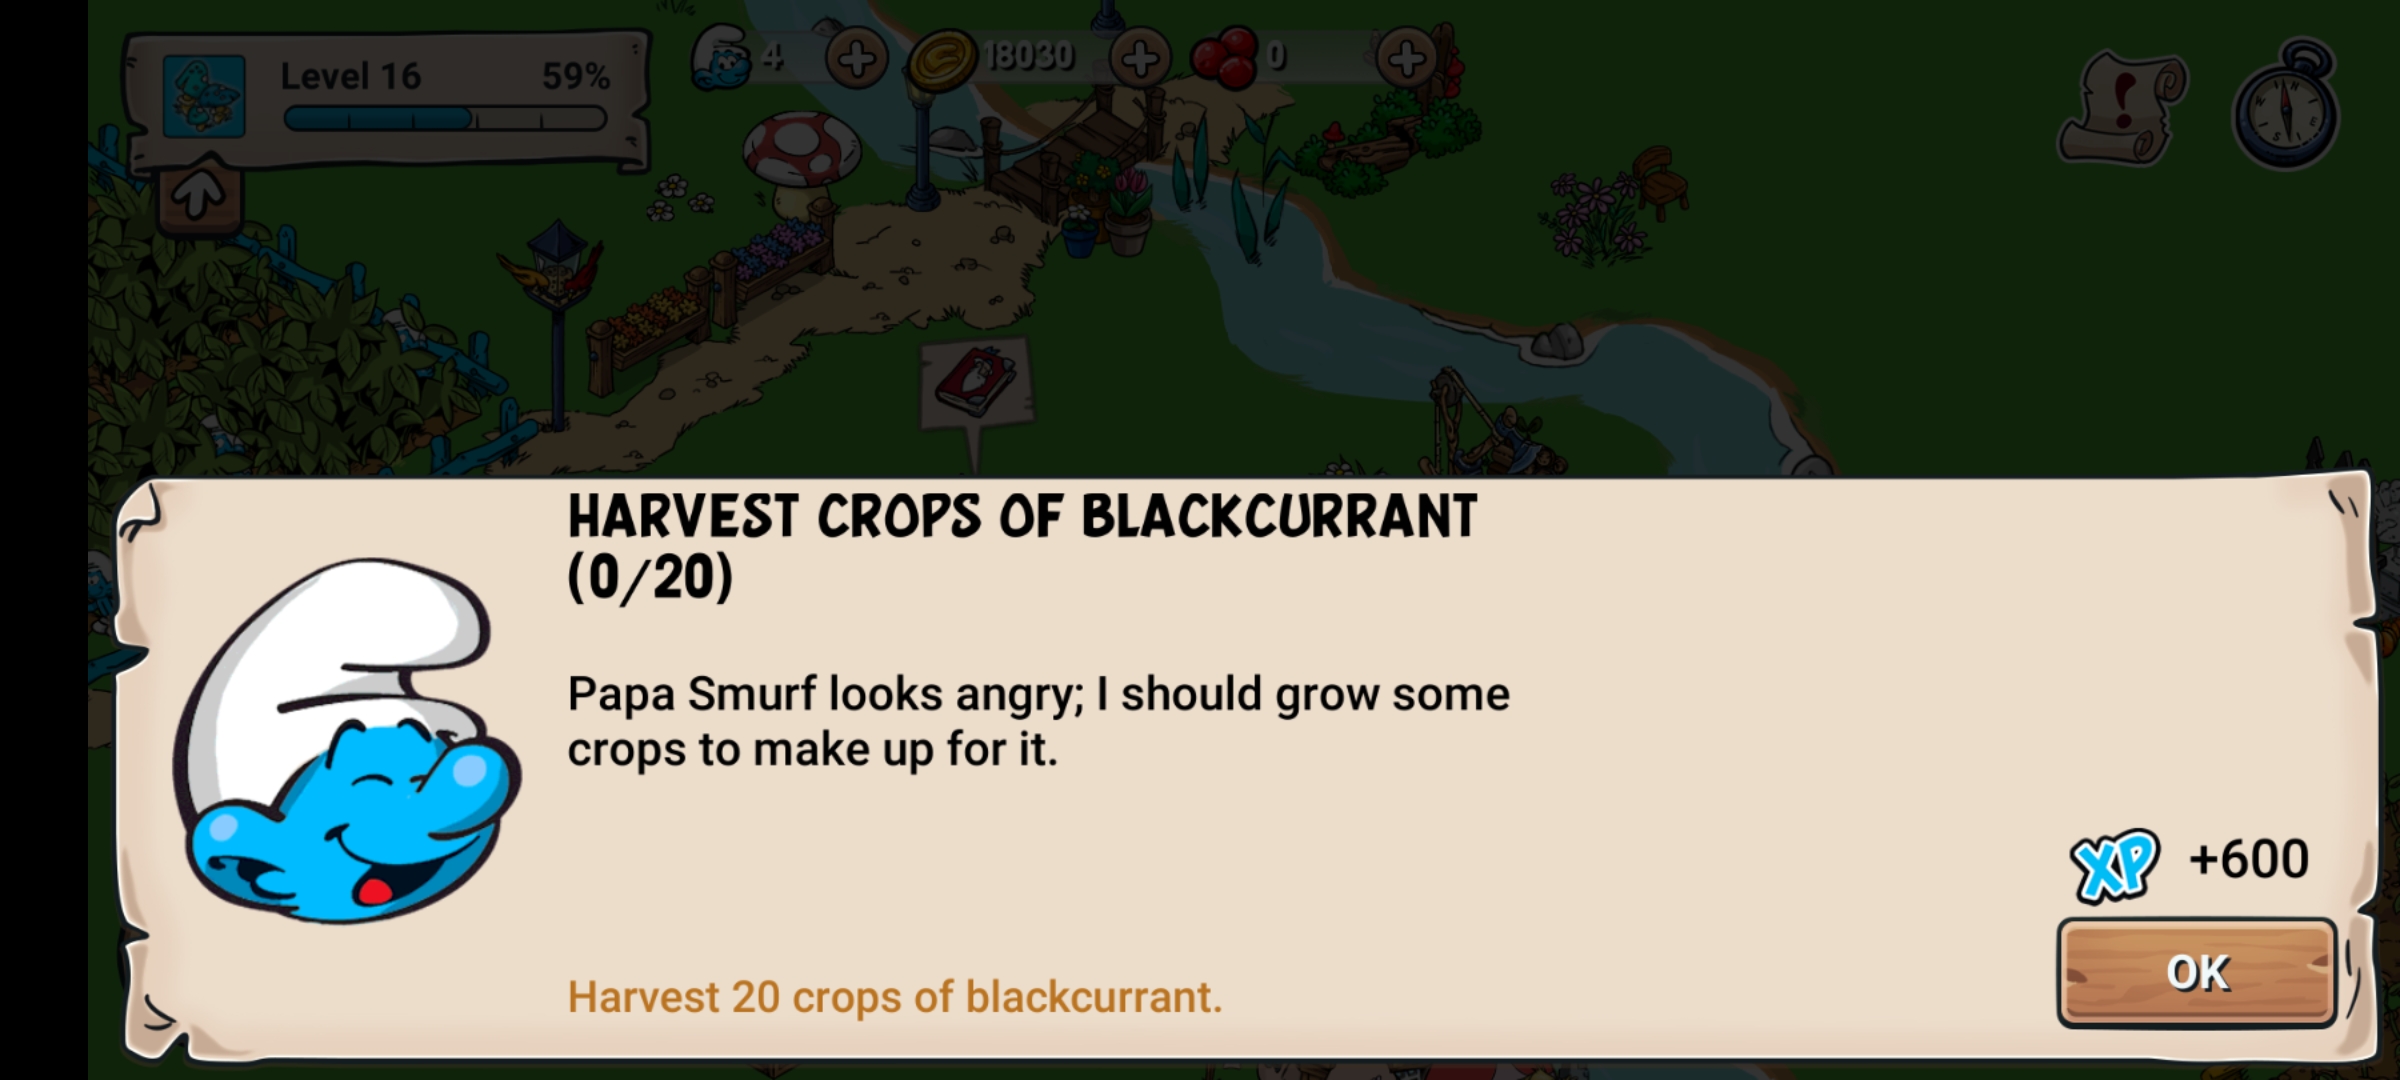 Level 16 59%
4
18030
0
HARVEST CROPS OF BLACKCURRANT
(0/20)
Papa Smurf looks angry; I should grow some
crops to make up for it.
XP +600
Harvest 20 crops of blackcurrant.
OK